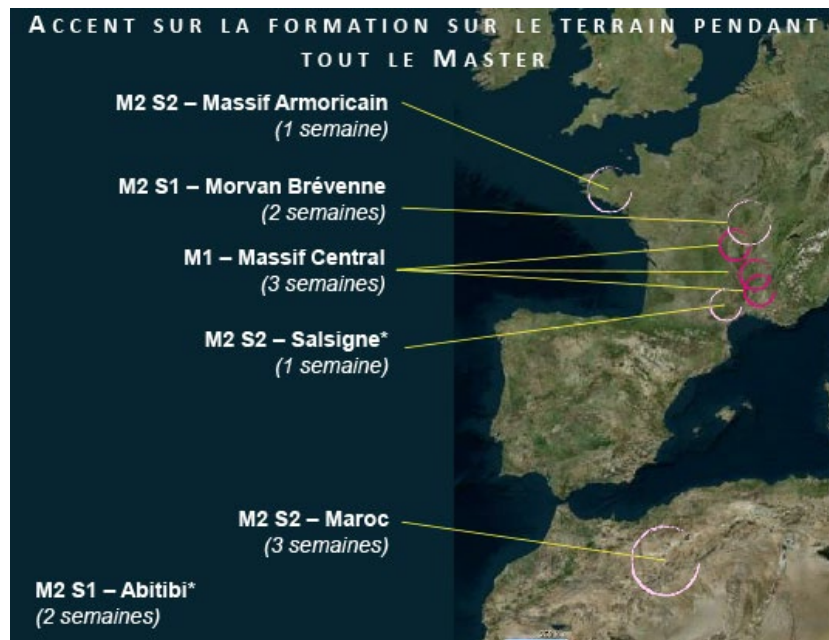 ACCENT SUR LA FORMATION SUR LE TERRAIN PENDANT
TOUT LE MASTER
M2 S2 – Massif Armoricain
(1 semaine)
M2 S1 – Morvan Brévenne
(2 semaines)
M1 – Massif Central
(3 semaines)
M2 S2 – Salsigne*
(1 semaine)
M2 S2 – Maroc
(3 semaines)
M2 S1 – Abitibi*
(2 semaines)